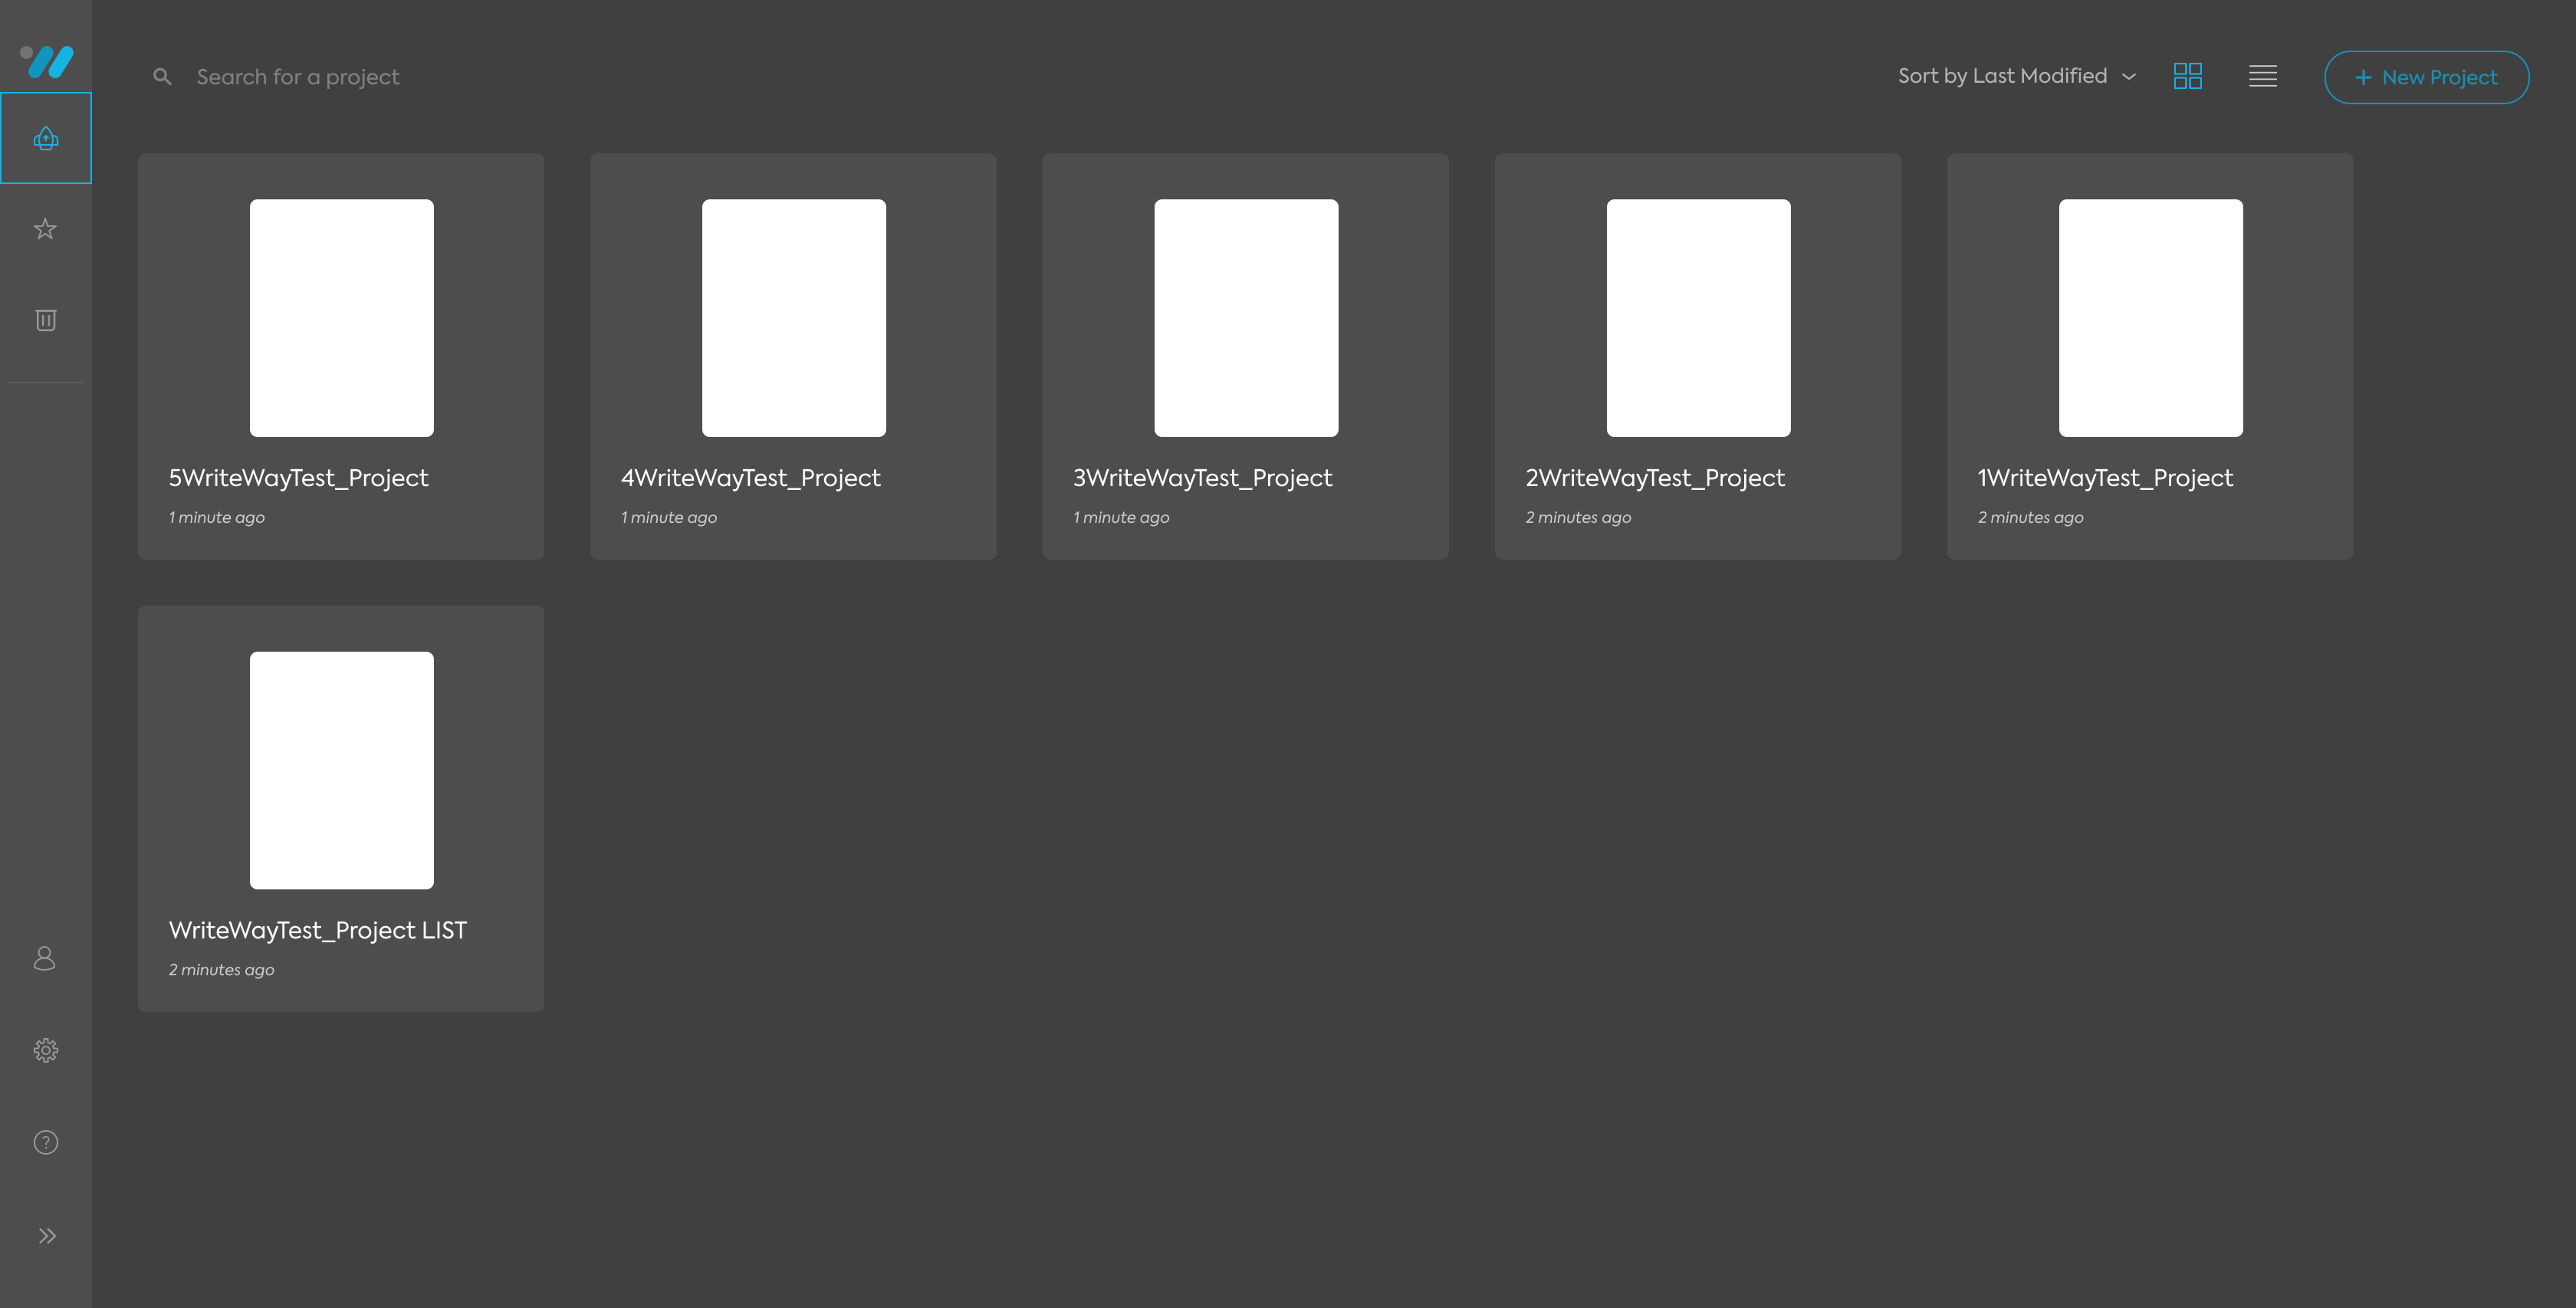 Search for a project
Sort by Last Modified
+ New Project
5WriteWayTest_Project
1 minute ago
4WriteWayTest_Project
1 minute ago
3WriteWayTest_Project
1 minute ago
2WriteWayTest_Project
2 minutes ago
1WriteWayTest_Project
2 minutes ago
WriteWayTest_Project LIST
2 minutes ago